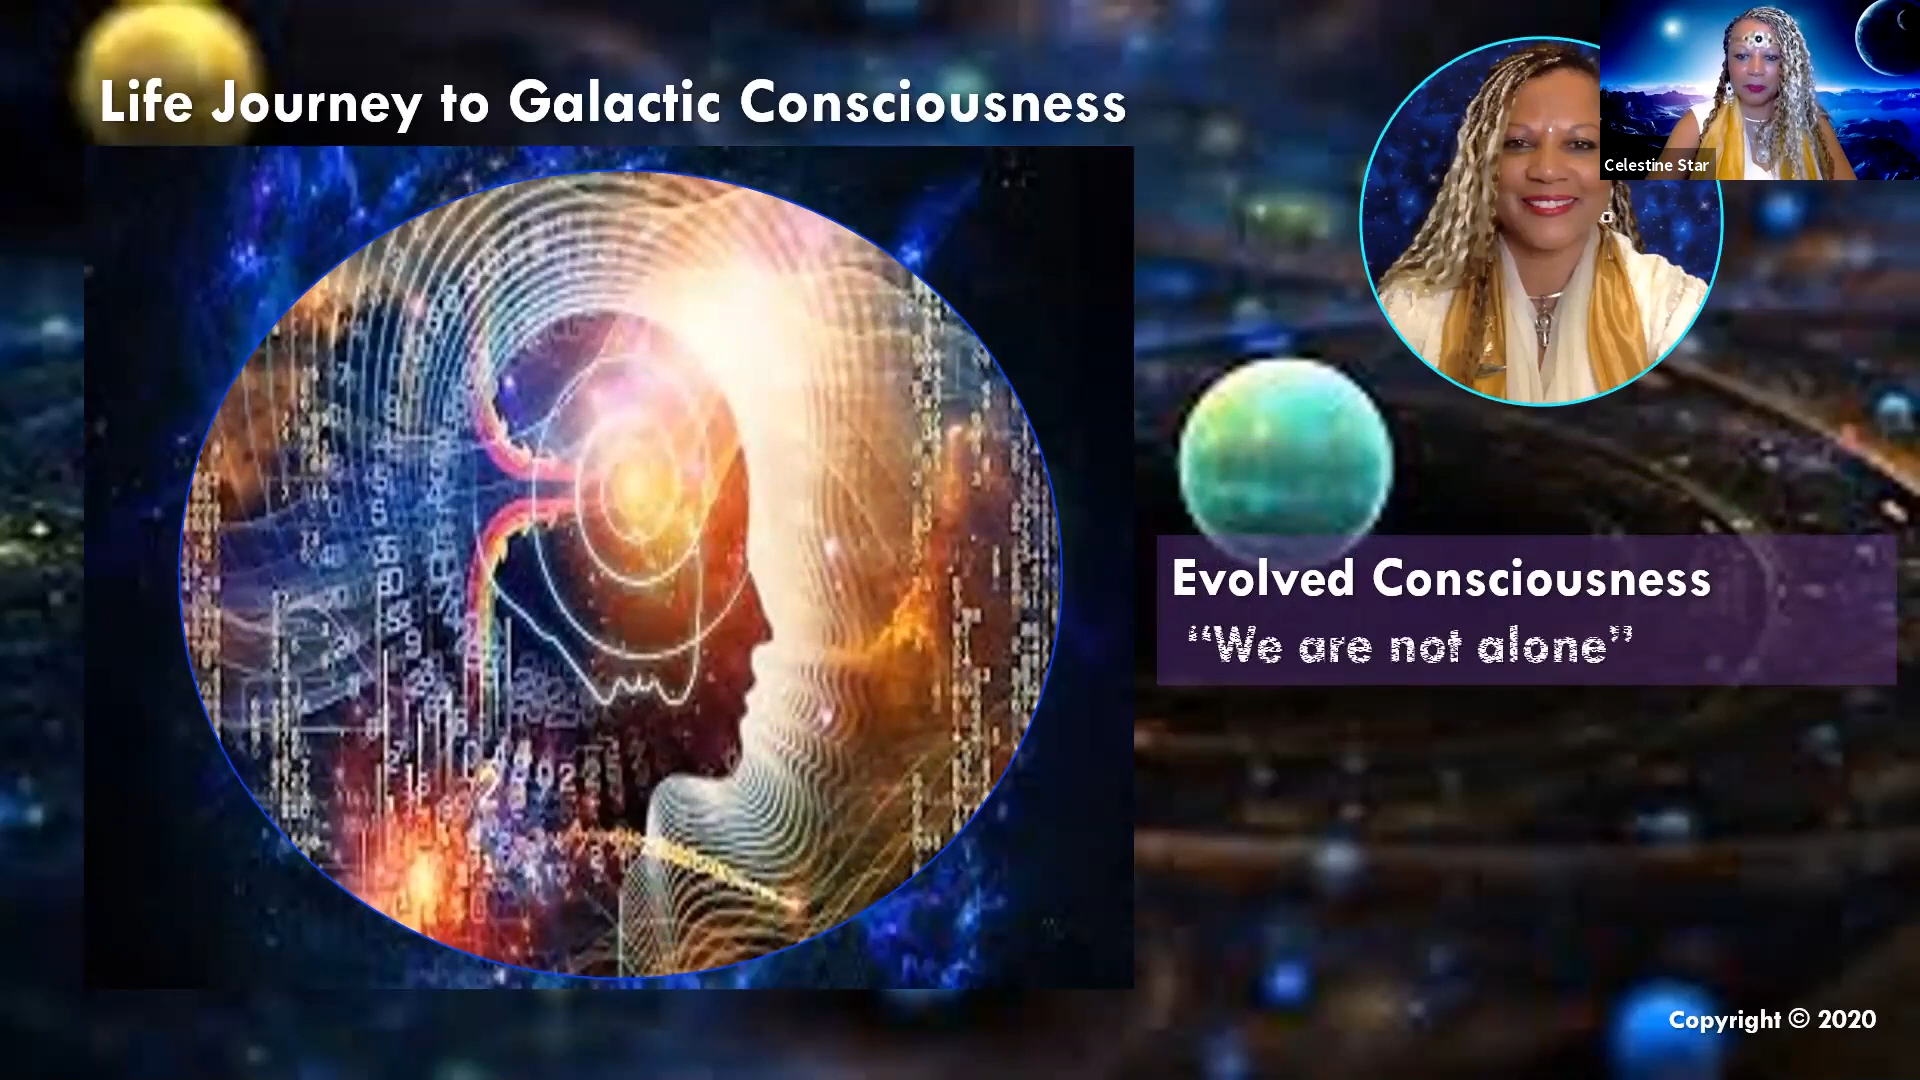 Life Journey to Galactic Consciousness
Celestine Star
Evolved Consciousness
“We are not alone”
Copyright © 2020